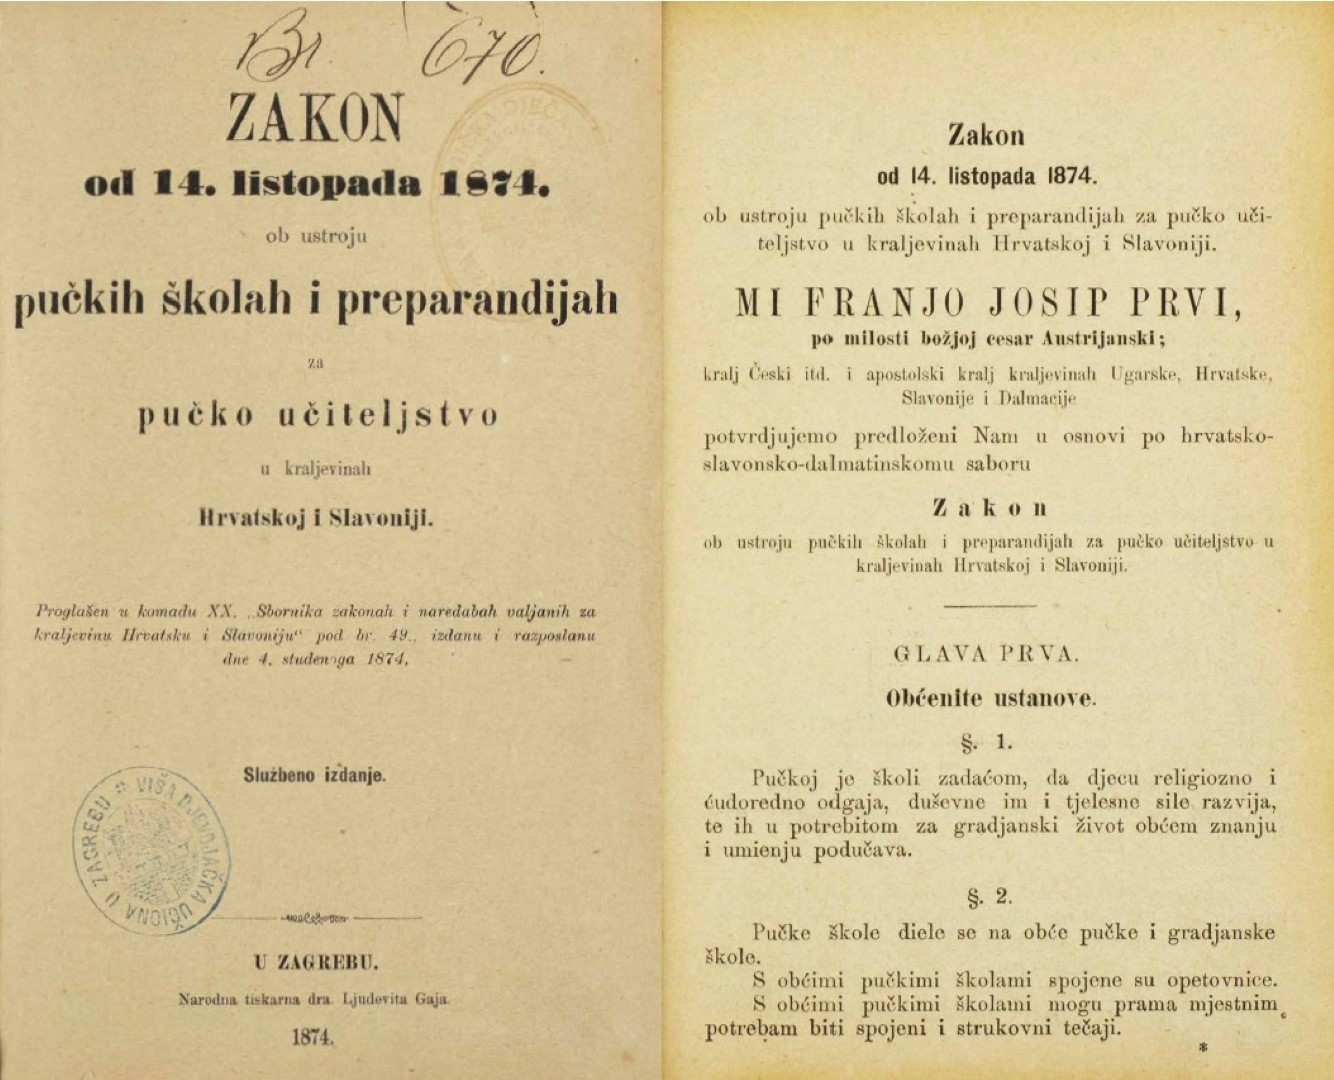 Br. 670.
ZAKON
od 14. listopada 1874.
ob ustroju
pučkih školah i preparandijah
za
pučko učiteljstvo
u kraljevinah
Hrvatskoj i Slavoniji.
Proglašen u komadu XX. „Sbornika zakonah i naredabah valjanih za
kraljevinu Hrvatsku i Slavoniju“ pod br. 49., izdanu i razposlanu
dne 4. studenoga 1874.
Službeno izdanje.
VIŠA DJEVOJAČKA UČIONA U ZAGREBU
U ZAGREBU.
Narodna tiskarna dra. Ljudevita Gaja.
1874.
Zakon
od 14. listopada 1874.
ob ustroju pučkih školah i preparandijah za pučko uči-
teljstvo u kraljevinah Hrvatskoj i Slavoniji.
MI FRANJO JOSIP PRVI,
po milosti božjoj cesar Austrijanski;
kralj Česki itd. i apostolski kralj kraljevinah Ugarske, Hrvatske,
Slavonije i Dalmacije
potvrdjujemo predloženi Nam u osnovi po hrvatsko-
slavonsko-dalmatinskomu saboru
Zakon
ob ustroju pučkih školah i preparandijah za pučko učiteljstvo u
kraljevinah Hrvatskoj i Slavoniji.
GLAVA PRVA.
Obćenite ustanove.
§. 1.
Pučkoj je školi zadaćom, da djecu religiozno i
ćudoredno odgaja, duševne im i tjelesne sile razvija,
te ih u potrebitom za gradjanski život obćem znanju
i umienju podučava.
§. 2.
Pučke škole diele se na obće pučke i gradjanske
škole.
S obćimi pučkimi školami spojene su opetovnice.
S obćimi pučkimi školami mogu prama mjestnim
potrebam biti spojeni i strukovni tečaji.
*